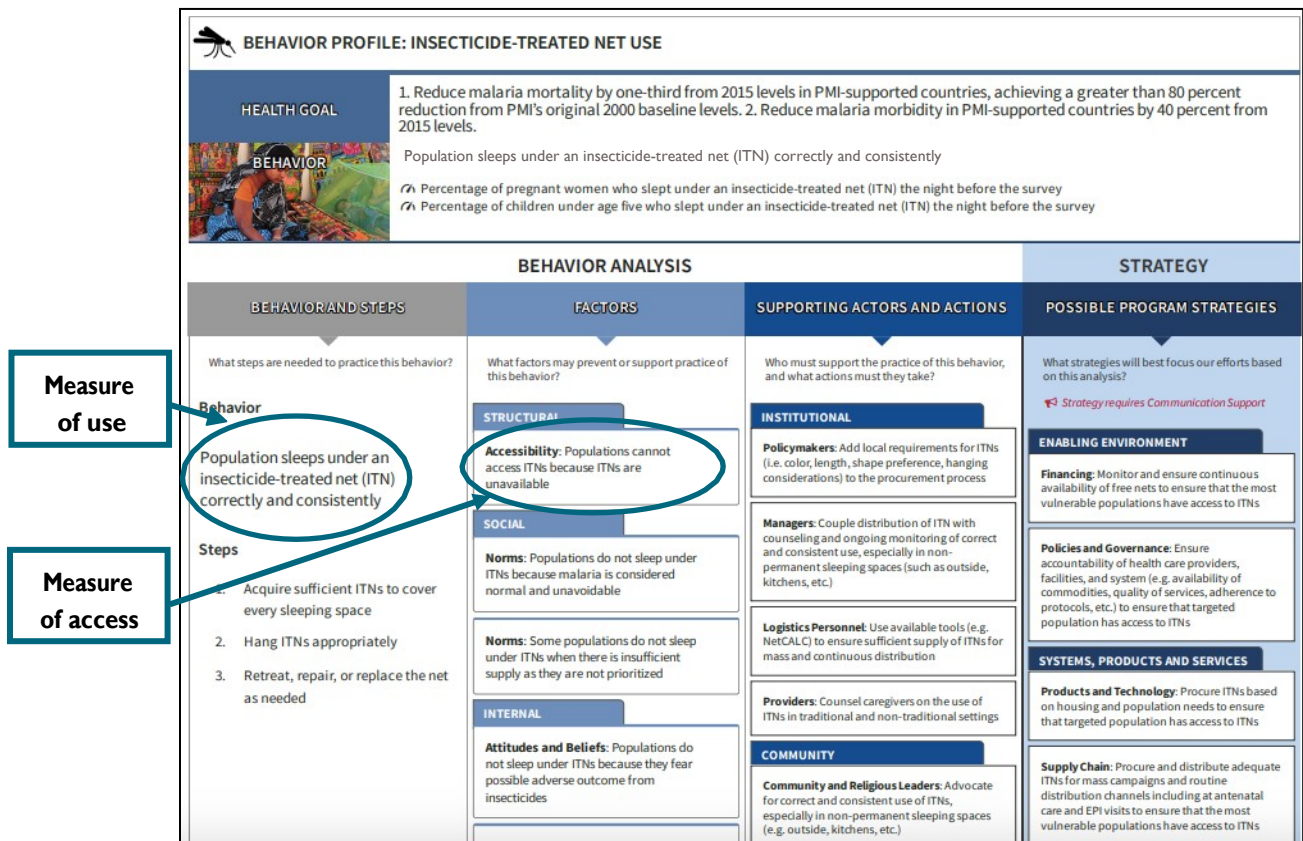 BEHAVIOR PROFILE: INSECTICIDE-TREATED NET USE
HEALTH GOAL
1. Reduce malaria mortality by one-third from 2015 levels in PMI-supported countries, achieving a greater than 80 percent
reduction from PMI's original 2000 baseline levels. 2. Reduce malaria morbidity in PMI-supported countries by 40 percent from
2015 levels.
BEHAVIOR
Population sleeps under an insecticide-treated net (ITN) correctly and consistently
Percentage of pregnant women who slept under an insecticide-treated net (ITN) the night before the survey
Percentage of children under age five who slept under an insecticide-treated net (ITN) the night before the survey
BEHAVIOR ANALYSIS
STRATEGY
BEHAVIOR AND STEPS
What steps are needed to practice this behavior?
Measure
of use
Behavior
Population sleeps under an
insecticide-treated net (ITN)
correctly and consistently
Measure
of access
Steps
1. Acquire sufficient ITNs to cover
every sleeping space
2. Hang ITNs appropriately
3. Retreat, repair, or replace the net
as needed
FACTORS
What factors may prevent or support practice of
this behavior?
STRUCTURAL
Accessibility: Populations cannot
access ITNs because ITNs are
unavailable
SOCIAL
Norms: Populations do not sleep under
ITNs because malaria is considered
normal and unavoidable
Norms: Some populations do not sleep
under ITNs when there is insufficient
supply as they are not prioritized
INTERNAL
Attitudes and Beliefs: Populations do
not sleep under ITNs because they fear
possible adverse outcome from
insecticides
SUPPORTING ACTORS AND ACTIONS
Who must support the practice of this behavior,
and what actions must they take?
INSTITUTIONAL
Policymakers: Add local requirements for ITNs
(i.e. color, length, shape preference, hanging
considerations) to the procurement process
Managers: Couple distribution of ITN with
counseling and ongoing monitoring of correct
and consistent use, especially in non-
permanent sleeping spaces (such as outside,
kitchens, etc.)
Logistics Personnel: Use available tools (e.g.
NetCALC) to ensure sufficient supply of ITNs for
mass and continuous distribution
Providers: Counsel caregivers on the use of
ITNs in traditional and non-traditional settings
COMMUNITY
Community and Religious Leaders: Advocate
for correct and consistent use of ITNs,
especially in non-permanent sleeping spaces
(e.g. outside, kitchens, etc.)
POSSIBLE PROGRAM STRATEGIES
What strategies will best focus our efforts based
on this analysis?
Strategy requires Communication Support
ENABLING ENVIRONMENT
Financing: Monitor and ensure continuous
availability of free nets to ensure that the most
vulnerable populations have access to ITNs
Policies and Governance: Ensure
accountability of health care providers,
facilities, and system (e.g. availability of
commodities, quality of services, adherence to
protocols, etc.) to ensure that targeted
population has access to ITNs
SYSTEMS, PRODUCTS AND SERVICES
Products and Technology: Procure ITNs based
on housing and population needs to ensure
that targeted population has access to ITNs
Supply Chain: Procure and distribute adequate
ITNs for mass campaigns and routine
distribution channels including at antenatal
care and EPI visits to ensure that the most
vulnerable populations have access to ITNs